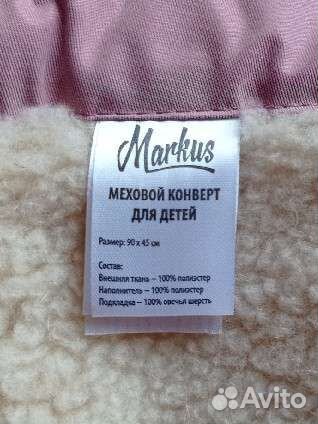 Markus
МЕХОВОЙ КОНВЕРТ
ДЛЯ ДЕТЕЙ
Размер: 90 x 45 см
Состав:
Внешняя ткань – 100% полиэстер
Наполнитель – 100% полиэстер
Подкладка – 100% овечья шерсть
Avito